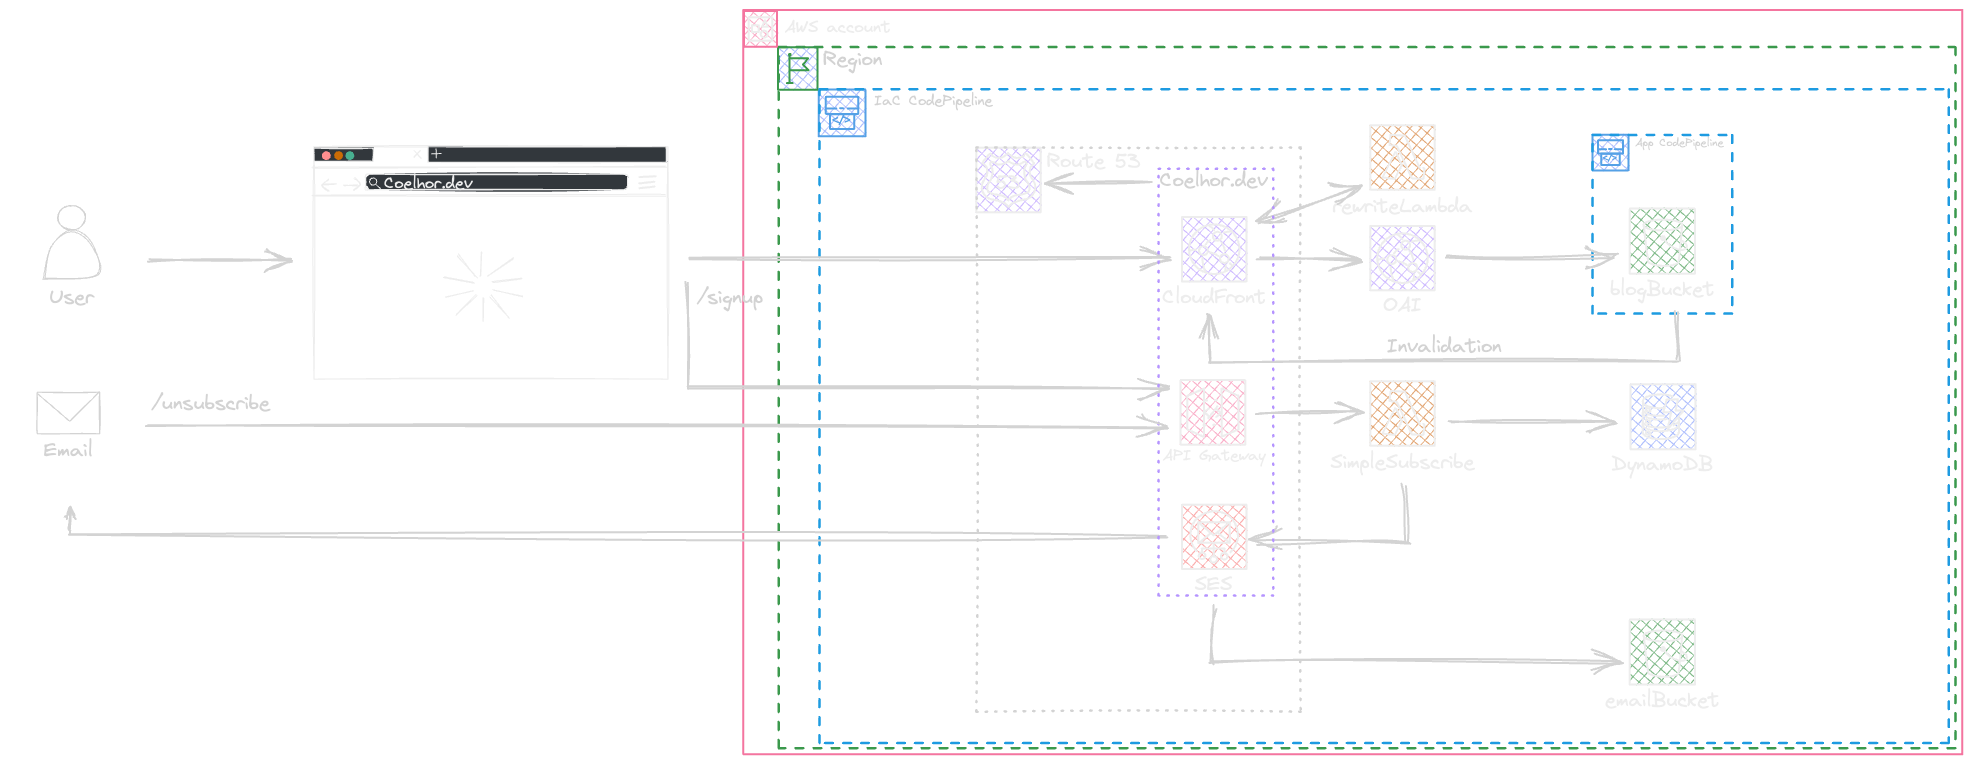 AWS account
Region
IaC CodePipeline
App CodePipeline
Route 53
Coelhor.dev
Coelhor.dev
rewriteLambda
User
/signup
CloudFront
OAI
blogBucket
Invalidation
/unsubscribe
Email
API Gateway
SimpleSubscribe
DynamoDB
SES
emailBucket